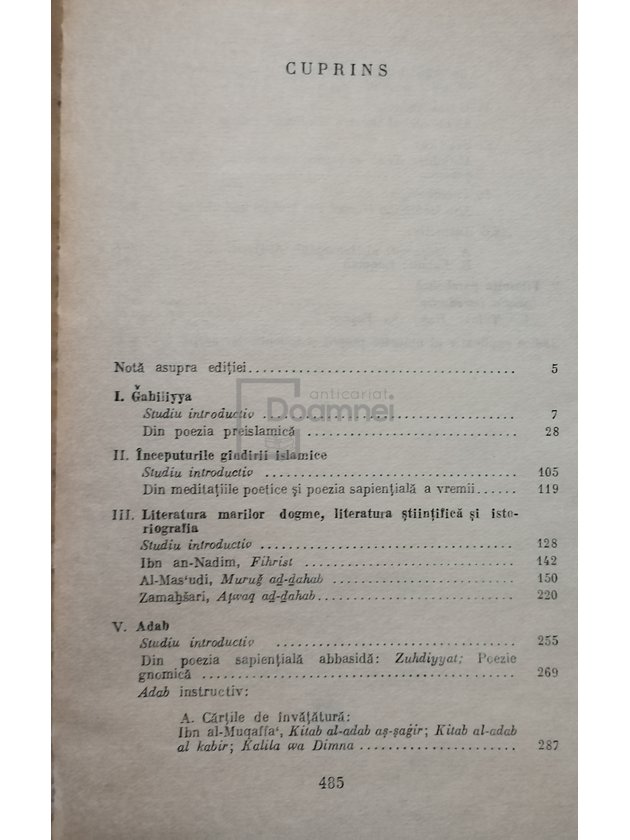 CUPRINS
Notă asupra ediției 5
I. Ǧahiliyya
Studiu introductiv 7
Din poezia preislamică 28
II. Începuturile gîndirii islamice
Studiu introductiv 105
Din meditațiile poetice și poezia sapiențială a vremii 119
III. Literatura marilor dogme, literatura științifică și isto-
riografia
Studiu introductiv 128
Ibn an-Nadim, Fihrist 142
Al-Mas'udi, Muruǧ aḏ-ḏahab 150
Zamaḫšari, Aṭwaq aḏ-ḏahab 220
V. Adab
Studiu introductiv 255
Din poezia sapiențială abbasidă: Zuhdiyyat; Poezie
gnomică 269
Adab instructiv:
A. Cărțile de învățătură:
Ibn al-Muqaffa', Kitab al-adab aṣ-ṣaǧir; Kitab al-adab
al kabir; Kalila wa Dimna 287
485
anticariat
Doamnei